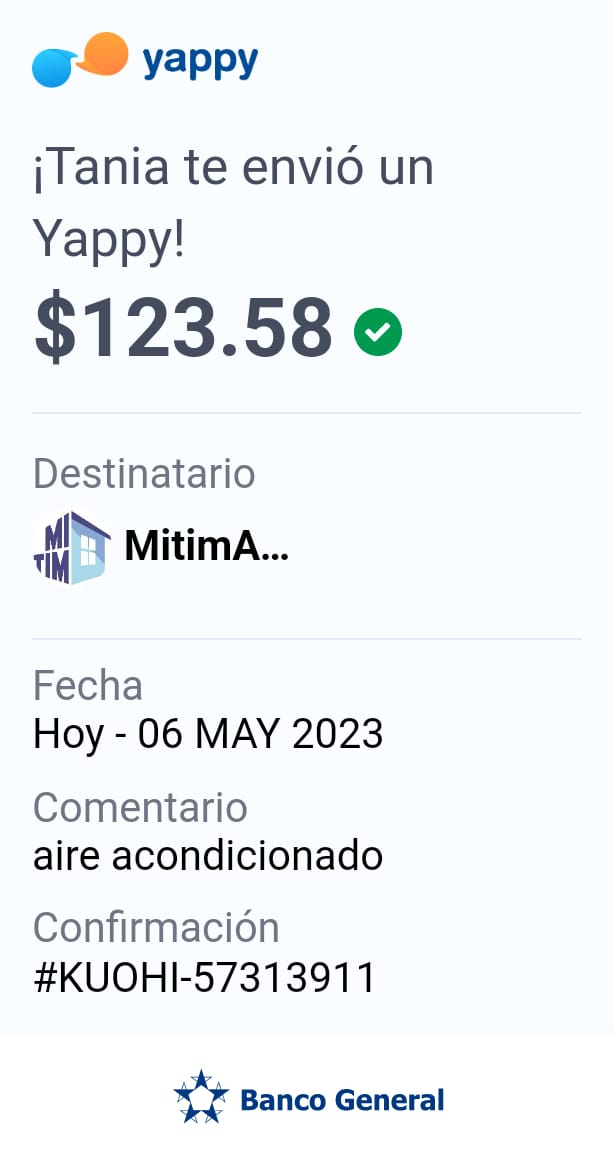 yappy
¡Tania te envió un
Yappy!
$123.58
Destinatario
MI
TIM
MitimA...
Fecha
Hoy - 06 MAY 2023
Comentario
aire acondicionado
Confirmación
#KUOHI-57313911
Banco General